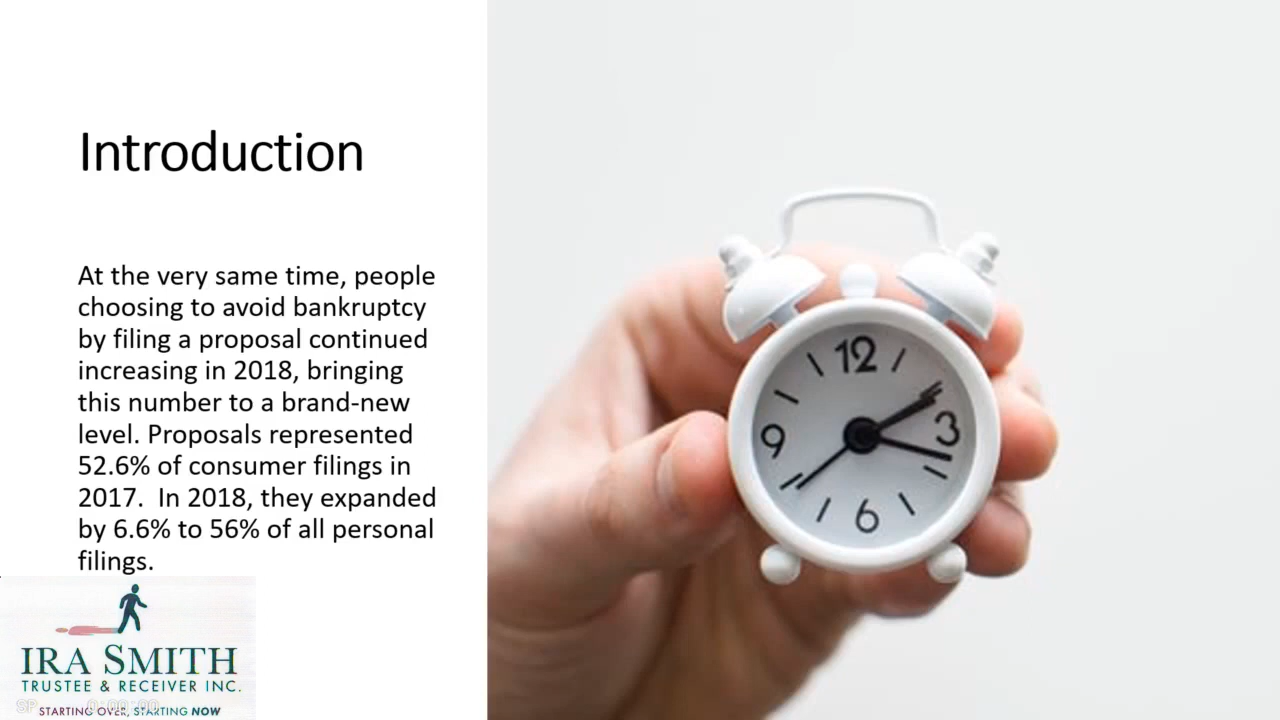 Introduction
At the very same time, people
choosing to avoid bankruptcy
by filing a proposal continued
increasing in 2018, bringing
this number to a brand-new
level. Proposals represented
52.6% of consumer filings in
2017.  In 2018, they expanded
by 6.6% to 56% of all personal
filings.
12
3
9
6
IRA SMITH
TRUSTEE & RECEIVER INC.
STARTING OVER, STARTING NOW